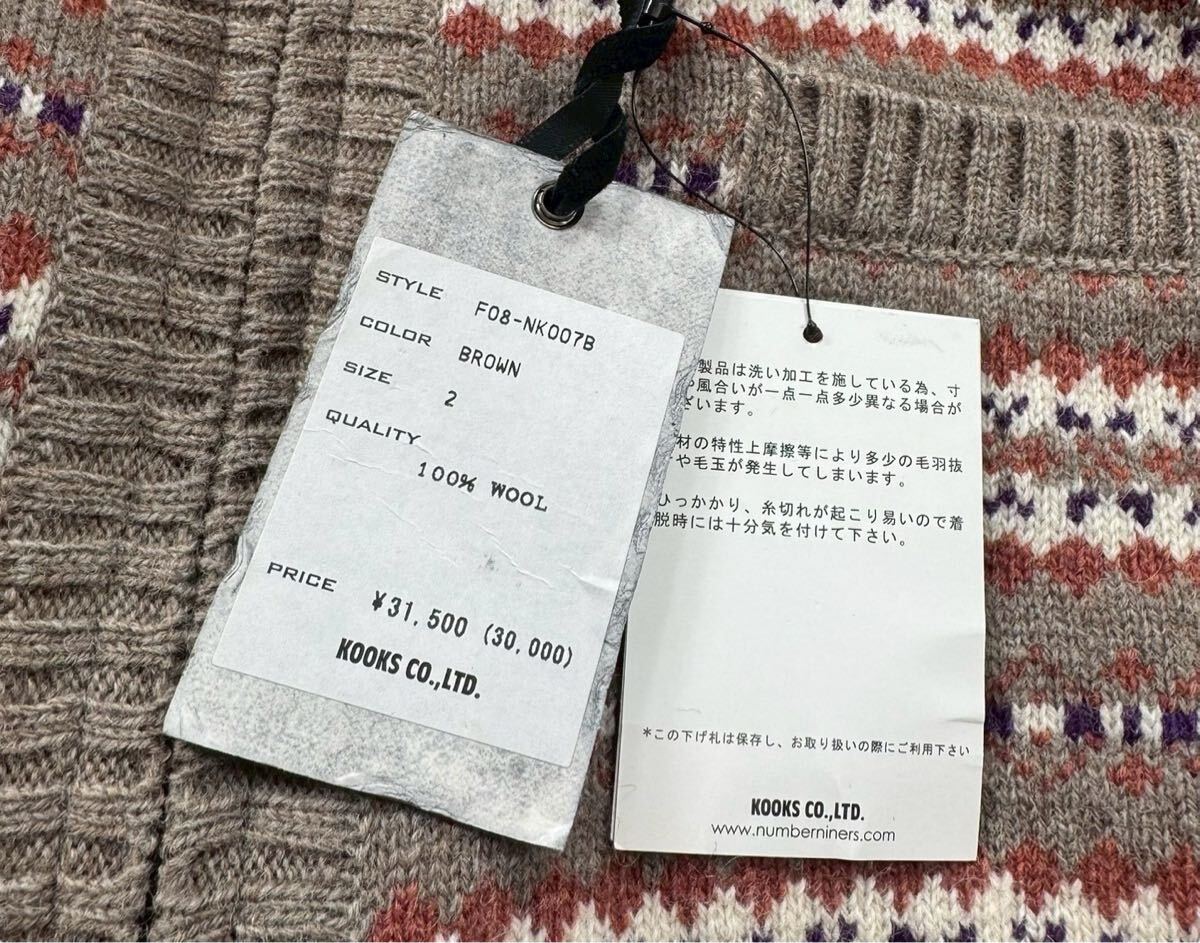 STYLE F08-NK007B
COLOR BROWN
SIZE 2
QUALITY
100% WOOL
PRICE ¥31,500 (30,000)
KOOKS CO.,LTD.
製品は洗い加工を施している為、寸
風合いが一点一点多少異なる場合が
ざいます。
材の特性上摩擦等により多少の毛羽抜
や毛玉が発生してしまいます。
ひっかかり、糸切れが起こり易いので着
脱時には十分気を付けて下さい。
*この下げ札は保存し、お取り扱いの際にご利用下さい
KOOKS CO.,LTD.
www.numberniners.com